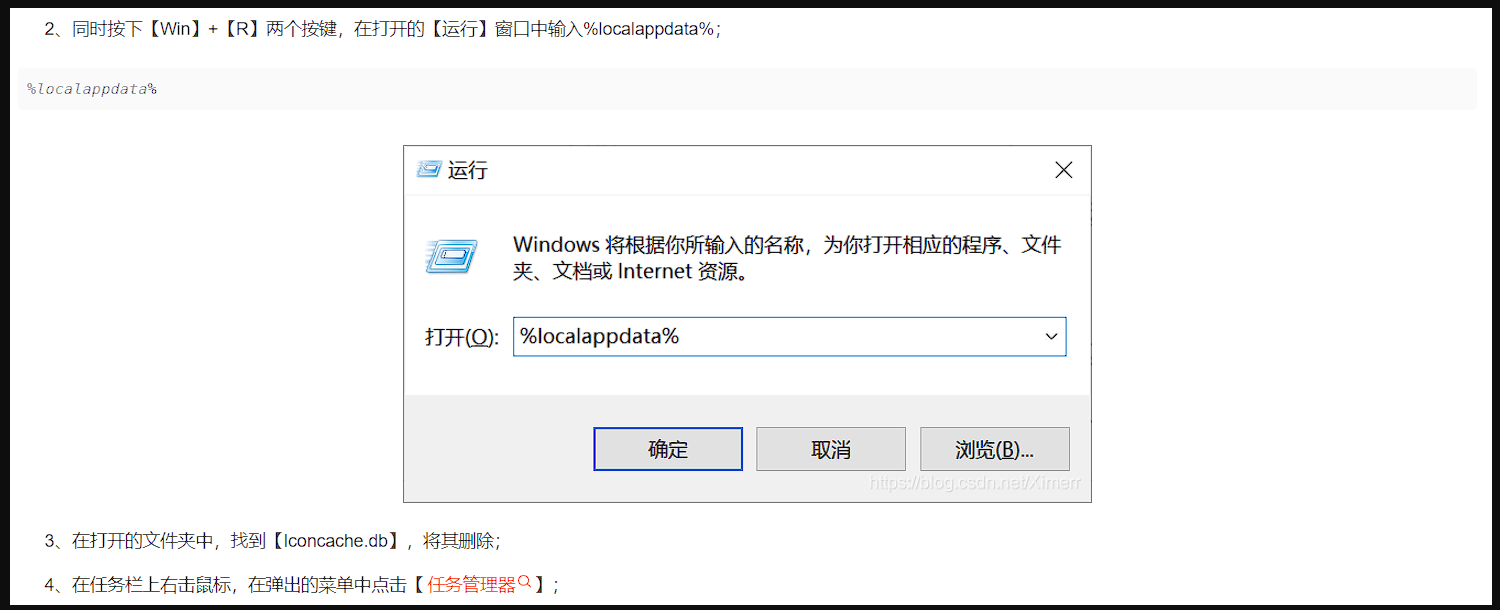 2、同时按下【Win】+【R】两个按键，在打开的【运行】窗口中输入%localappdata%；
%localappdata%
运行
Windows 将根据你所输入的名称，为你打开相应的程序、文件
夹、文档或 Internet 资源。
打开(O): %localappdata%
确定 取消 浏览(B)...
https://blog.csdn.net/Ximerr
3、在打开的文件夹中，找到【Iconcache.db】，将其删除；
4、在任务栏上右击鼠标，在弹出的菜单中点击【任务管理器】；